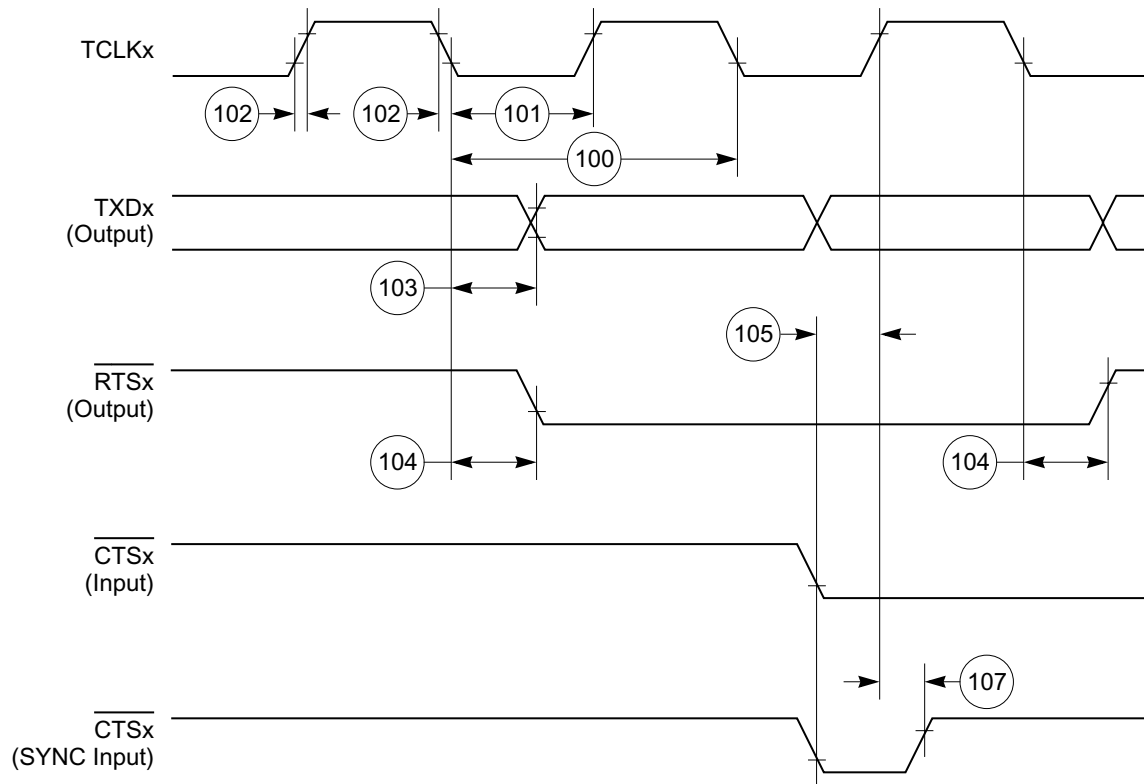 TCLKx
102
102
101
100
TXDx
(Output)
103
105
RTSx
(Output)
104
104
CTSx
(Input)
107
CTSx
(SYNC Input)